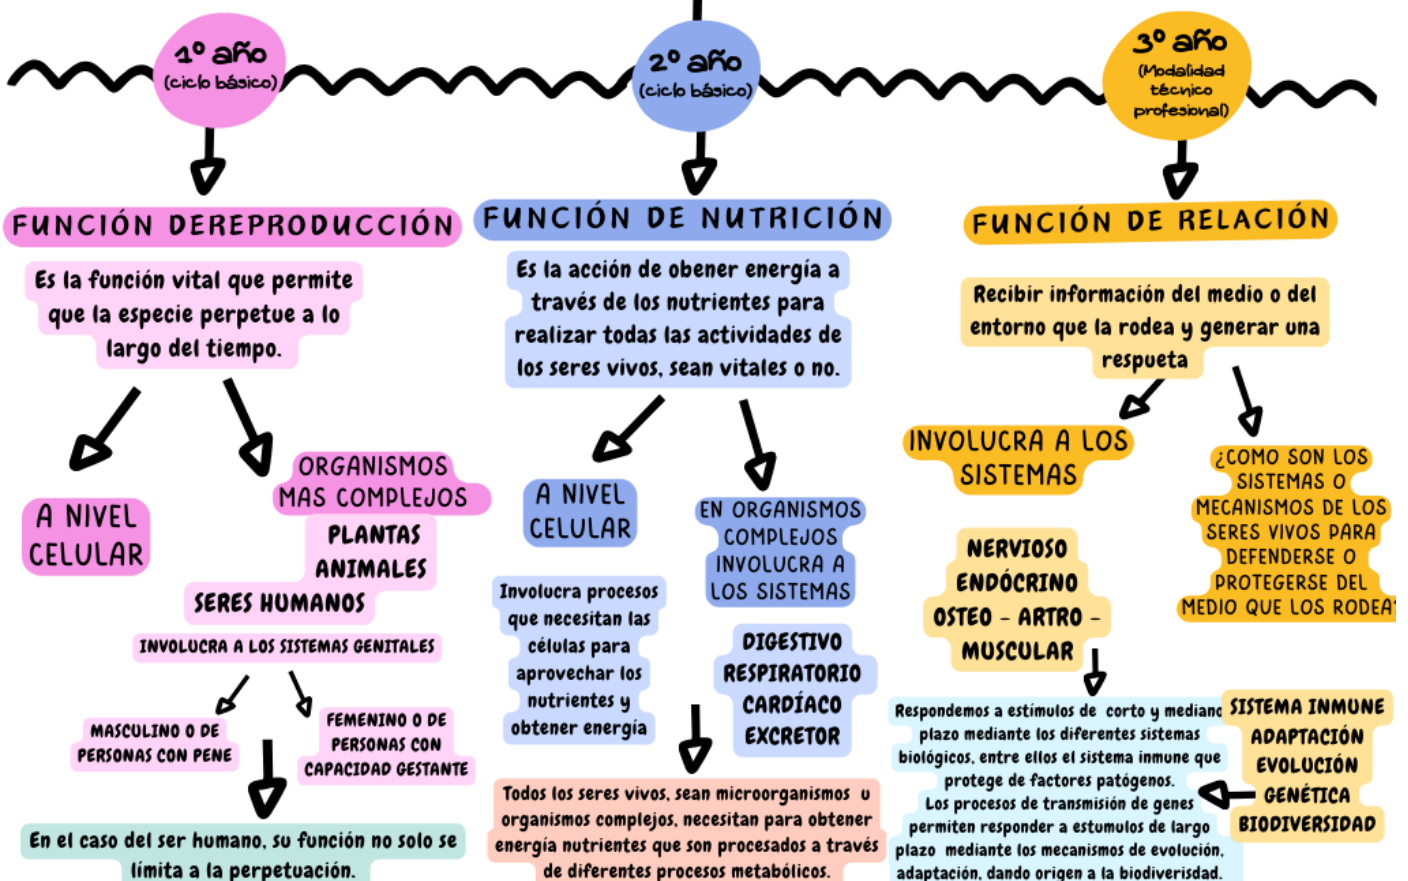 1º año
(ciclo básico)
2º año
(ciclo básico)
3º año
(Modalidad
técnico
profesional)
FUNCIÓN DEREPRODUCCIÓN
Es la función vital que permite
que la especie perpetue a lo
largo del tiempo.
A NIVEL
CELULAR
ORGANISMOS
MAS COMPLEJOS
PLANTAS
ANIMALES
SERES HUMANOS
INVOLUCRA A LOS SISTEMAS GENITALES
MASCULINO O DE
PERSONAS CON PENE
FEMENINO O DE
PERSONAS CON
CAPACIDAD GESTANTE
En el caso del ser humano, su función no solo se
límita a la perpetuación.
FUNCIÓN DE NUTRICIÓN
Es la acción de obener energía a
través de los nutrientes para
realizar todas las actividades de
los seres vivos, sean vitales o no.
A NIVEL
CELULAR
Involucra procesos
que necesitan las
células para
aprovechar los
nutrientes y
obtener energía
EN ORGANISMOS
COMPLEJOS
INVOLUCRA A
LOS SISTEMAS
DIGESTIVO
RESPIRATORIO
CARDÍACO
EXCRETOR
Todos los seres vivos, sean microorganismos u
organismos complejos, necesitan para obtener
energía nutrientes que son procesados a través
de diferentes procesos metabólicos.
FUNCIÓN DE RELACIÓN
Recibir información del medio o del
entorno que la rodea y generar una
respueta
INVOLUCRA A LOS
SISTEMAS
NERVIOSO
ENDÓCRINO
OSTEO - ARTRO -
MUSCULAR
¿COMO SON LOS
SISTEMAS O
MECANISMOS DE LOS
SERES VIVOS PARA
DEFENDERSE O
PROTEGERSE DEL
MEDIO QUE LOS RODEA?
Respondemos a estímulos de corto y mediano
plazo mediante los diferentes sistemas
biológicos, entre ellos el sistema inmune que
protege de factores patógenos.
Los procesos de transmisión de genes
permiten responder a estumulos de largo
plazo mediante los mecanismos de evolución,
adaptación, dando origen a la biodiverisdad.
SISTEMA INMUNE
ADAPTACIÓN
EVOLUCIÓN
GENÉTICA
BIODIVERSIDAD